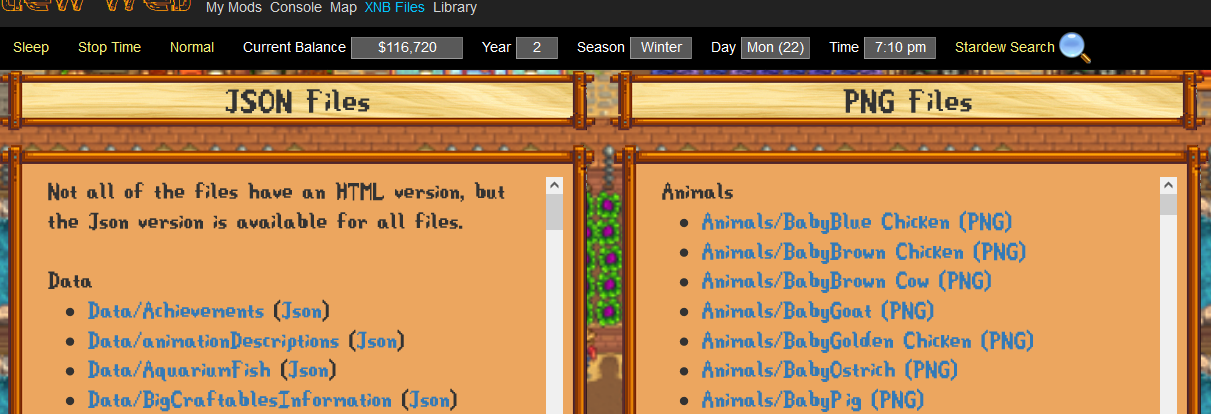 My Mods Console Map XNB Files Library
Sleep Stop Time Normal Current Balance $116,720 Year 2 Season Winter Day Mon (22) Time 7:10 pm Stardew Search
JSON Files
Not all of the files have an HTML version, but
the Json version is available for all files.
Data
Data/Achievements (Json)
Data/animationDescriptions (Json)
Data/AquariumFish (Json)
Data/BigCraftablesInformation (Json)
PNG Files
Animals
Animals/BabyBlue Chicken (PNG)
Animals/BabyBrown Chicken (PNG)
Animals/BabyBrown Cow (PNG)
Animals/BabyGoat (PNG)
Animals/BabyGolden Chicken (PNG)
Animals/BabyOstrich (PNG)
Animals/BabyPig (PNG)